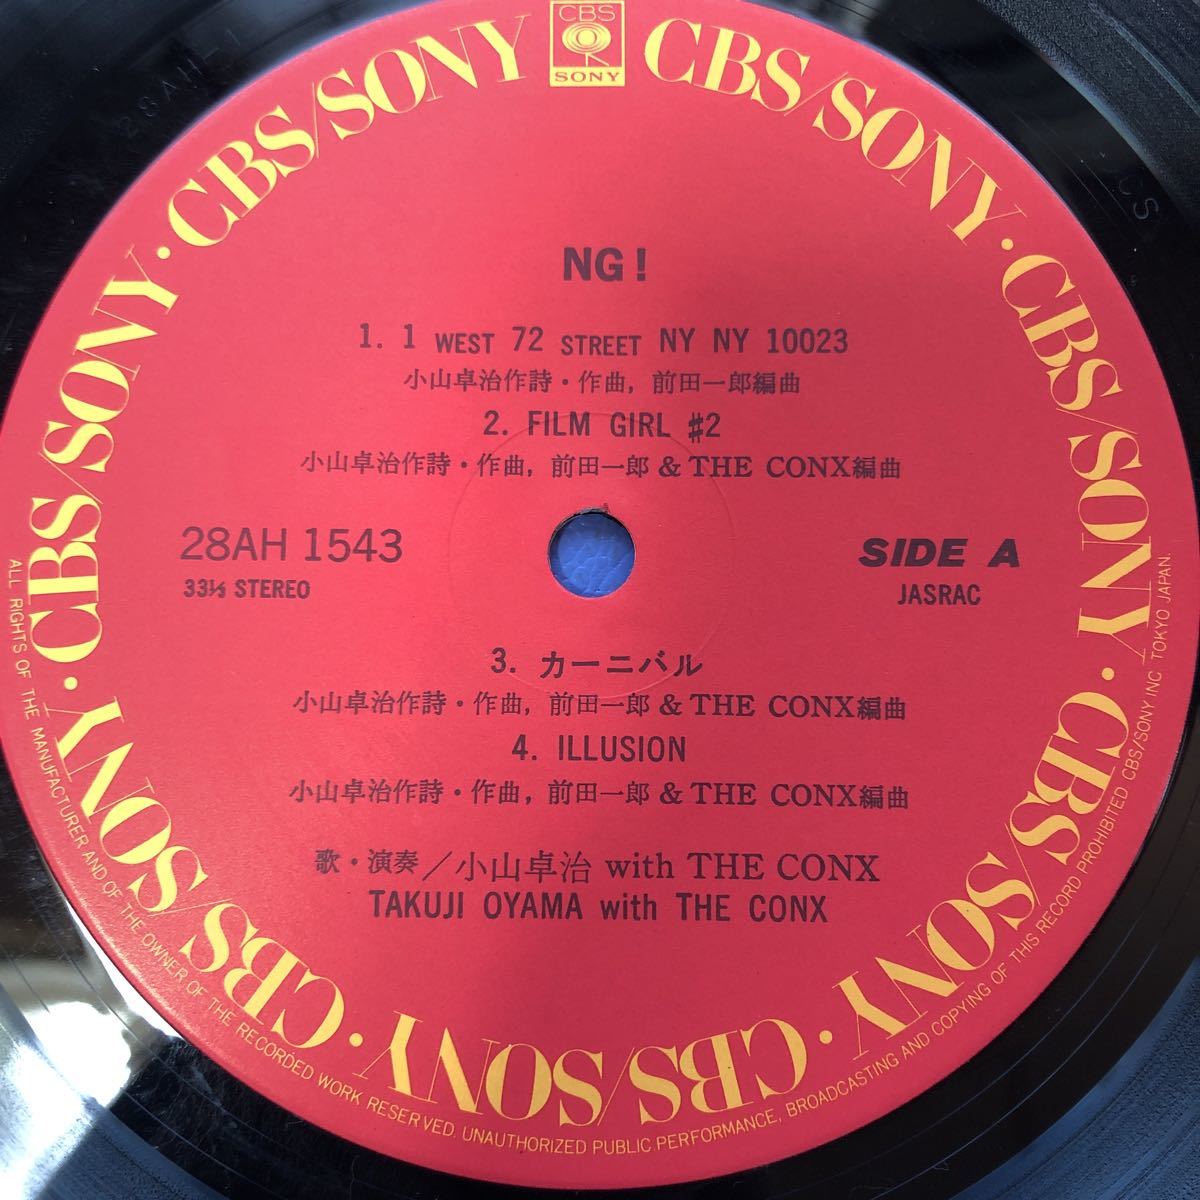 CBS
SONY
CBS/SONY · CBS/SONY · CBS/SONY · CBS/SONY · CBS/SONY · CBS/SONY · CBS/SONY · CBS/SONY
NG!
1. 1 WEST 72 STREET NY NY 10023
小山卓治作詩・作曲, 前田一郎編曲
2. FILM GIRL #2
小山卓治作詩・作曲, 前田一郎 & THE CONX編曲
28AH 1543
33⅓ STEREO
SIDE A
JASRAC
3. カーニバル
小山卓治作詩・作曲, 前田一郎 & THE CONX編曲
4. ILLUSION
小山卓治作詩・作曲, 前田一郎 & THE CONX編曲
歌・演奏／小山卓治 with THE CONX
TAKUJI OYAMA with THE CONX
ALL RIGHTS OF THE MANUFACTURER AND OF THE OWNER OF THE RECORDED WORK RESERVED. UNAUTHORIZED PUBLIC PERFORMANCE, BROADCASTING AND COPYING OF THIS RECORD PROHIBITED CBS/SONY INC TOKYO JAPAN.